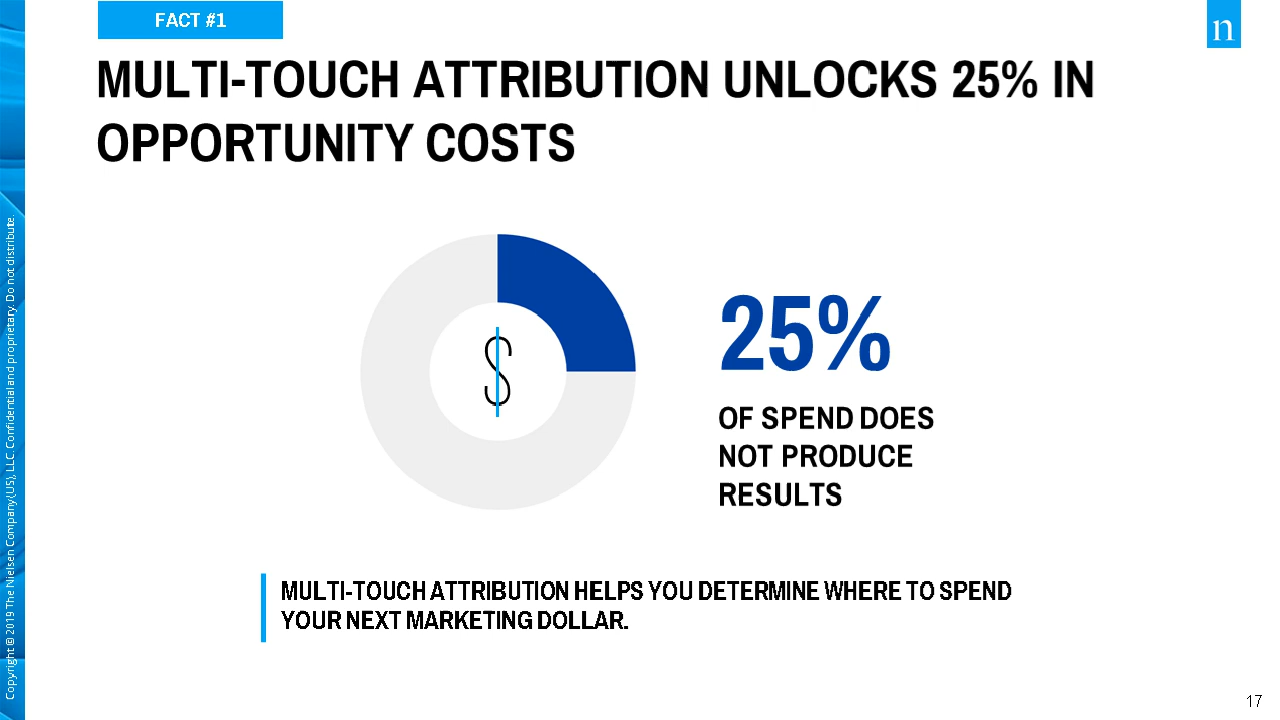 FACT #1
n
MULTI-TOUCH ATTRIBUTION UNLOCKS 25% IN
OPPORTUNITY COSTS
$
25%
OF SPEND DOES
NOT PRODUCE
RESULTS
MULTI-TOUCH ATTRIBUTION HELPS YOU DETERMINE WHERE TO SPEND
YOUR NEXT MARKETING DOLLAR.
Copyright © 2019 The Nielsen Company (US), LLC. Confidential and proprietary. Do not distribute.
17